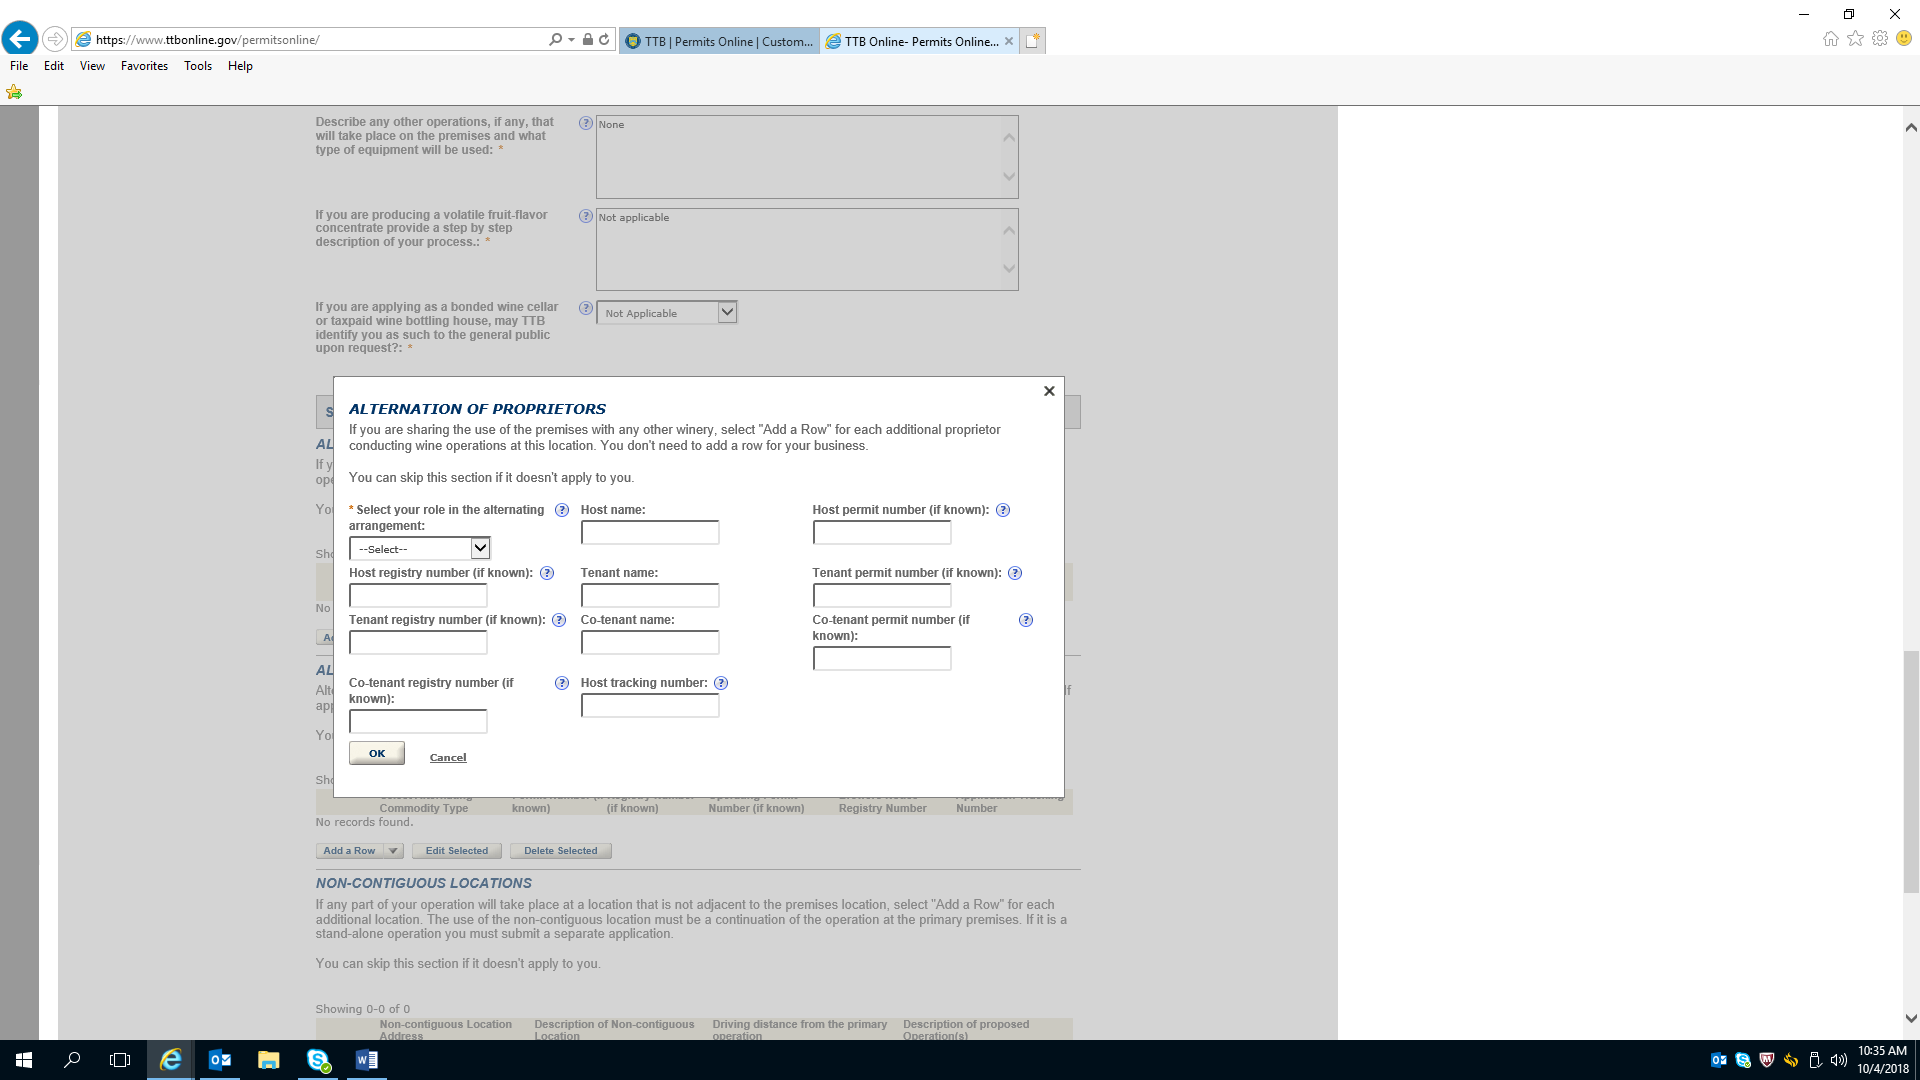 https://www.ttbonline.gov/permitsonline/
TTB | Permits Online | Custom...
TTB Online- Permits Online...
File Edit View Favorites Tools Help
Describe any other operations, if any, that
will take place on the premises and what
type of equipment will be used: *
None
If you are producing a volatile fruit-flavor
concentrate provide a step by step
description of your process.: *
Not applicable
If you are applying as a bonded wine cellar
or taxpaid wine bottling house, may TTB
identify you as such to the general public
upon request?: *
Not Applicable
ALTERNATION OF PROPRIETORS
If you are sharing the use of the premises with any other winery, select "Add a Row" for each additional proprietor
conducting wine operations at this location. You don't need to add a row for your business.
You can skip this section if it doesn't apply to you.
* Select your role in the alternating
arrangement:
--Select--
Host name:
Host permit number (if known):
Host registry number (if known):
Tenant name:
Tenant permit number (if known):
Tenant registry number (if known):
Co-tenant name:
Co-tenant permit number (if
known):
Co-tenant registry number (if
known):
Host tracking number:
OK
Cancel
Commodity Type
known)
(if known)
Number (if known)
Registry Number
Number
No records found.
Add a Row
Edit Selected
Delete Selected
NON-CONTIGUOUS LOCATIONS
If any part of your operation will take place at a location that is not adjacent to the premises location, select "Add a Row" for each
additional location. The use of the non-contiguous location must be a continuation of the operation at the primary premises. If it is a
stand-alone operation you must submit a separate application.
You can skip this section if it doesn't apply to you.
Showing 0-0 of 0
Non-contiguous Location
Address
Description of Non-contiguous
Location
Driving distance from the primary
operation
Description of proposed
Operation(s)
10:35 AM
10/4/2018